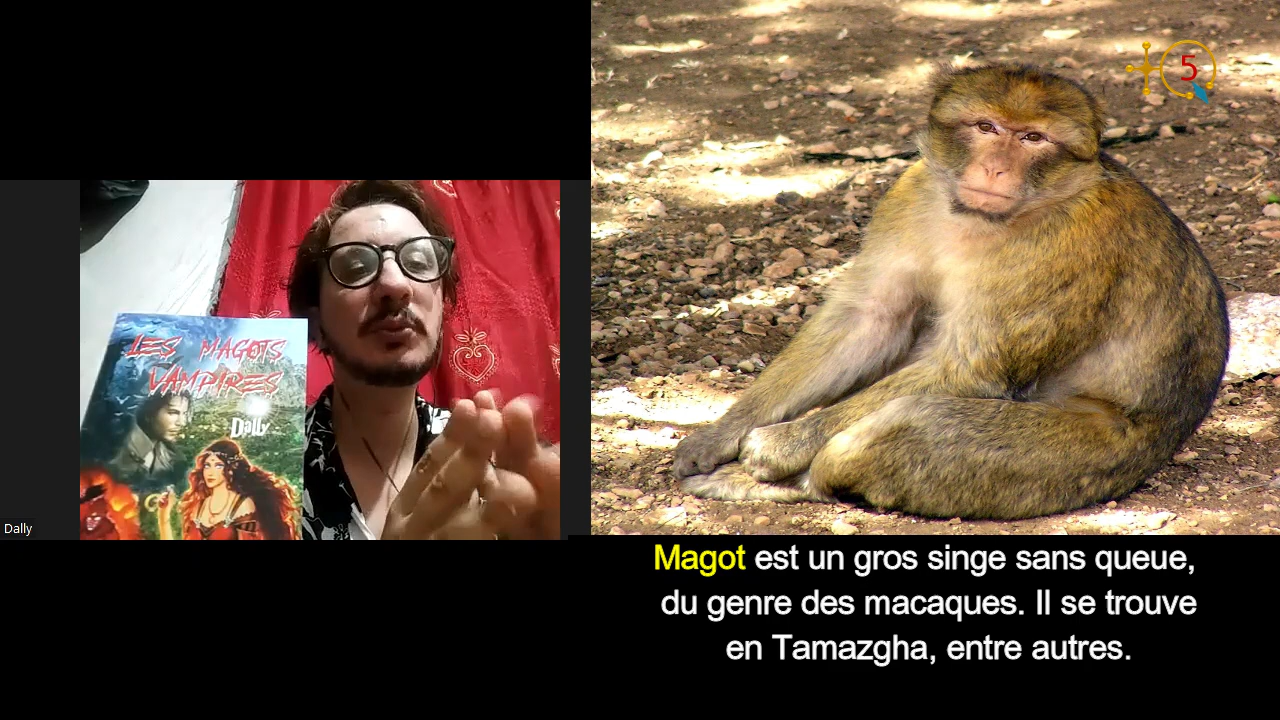 LES MAGOTS
VAMPIRES
Dally
Dally
5
Magot est un gros singe sans queue,
du genre des macaques. Il se trouve
en Tamazgha, entre autres.